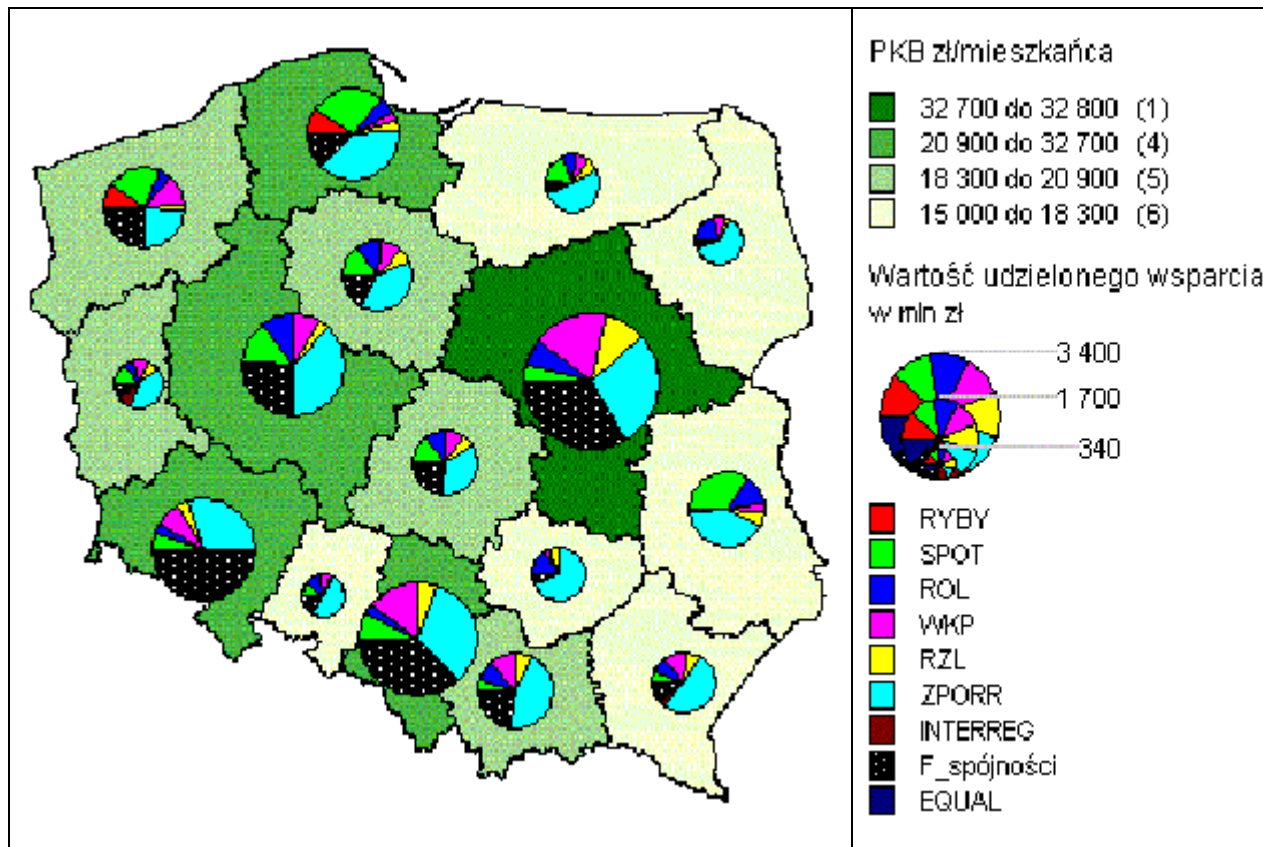 PKB zł/mieszkańca
32 700 do 32 800 (1)
20 900 do 32 700 (4)
18 300 do 20 900 (5)
15 000 do 18 300 (6)
Wartość udzielonego wsparcia
w mln zł
3 400
1 700
340
RYBY
SPOT
ROL
WKP
RZL
ZPORR
INTERREG
F_spójności
EQUAL